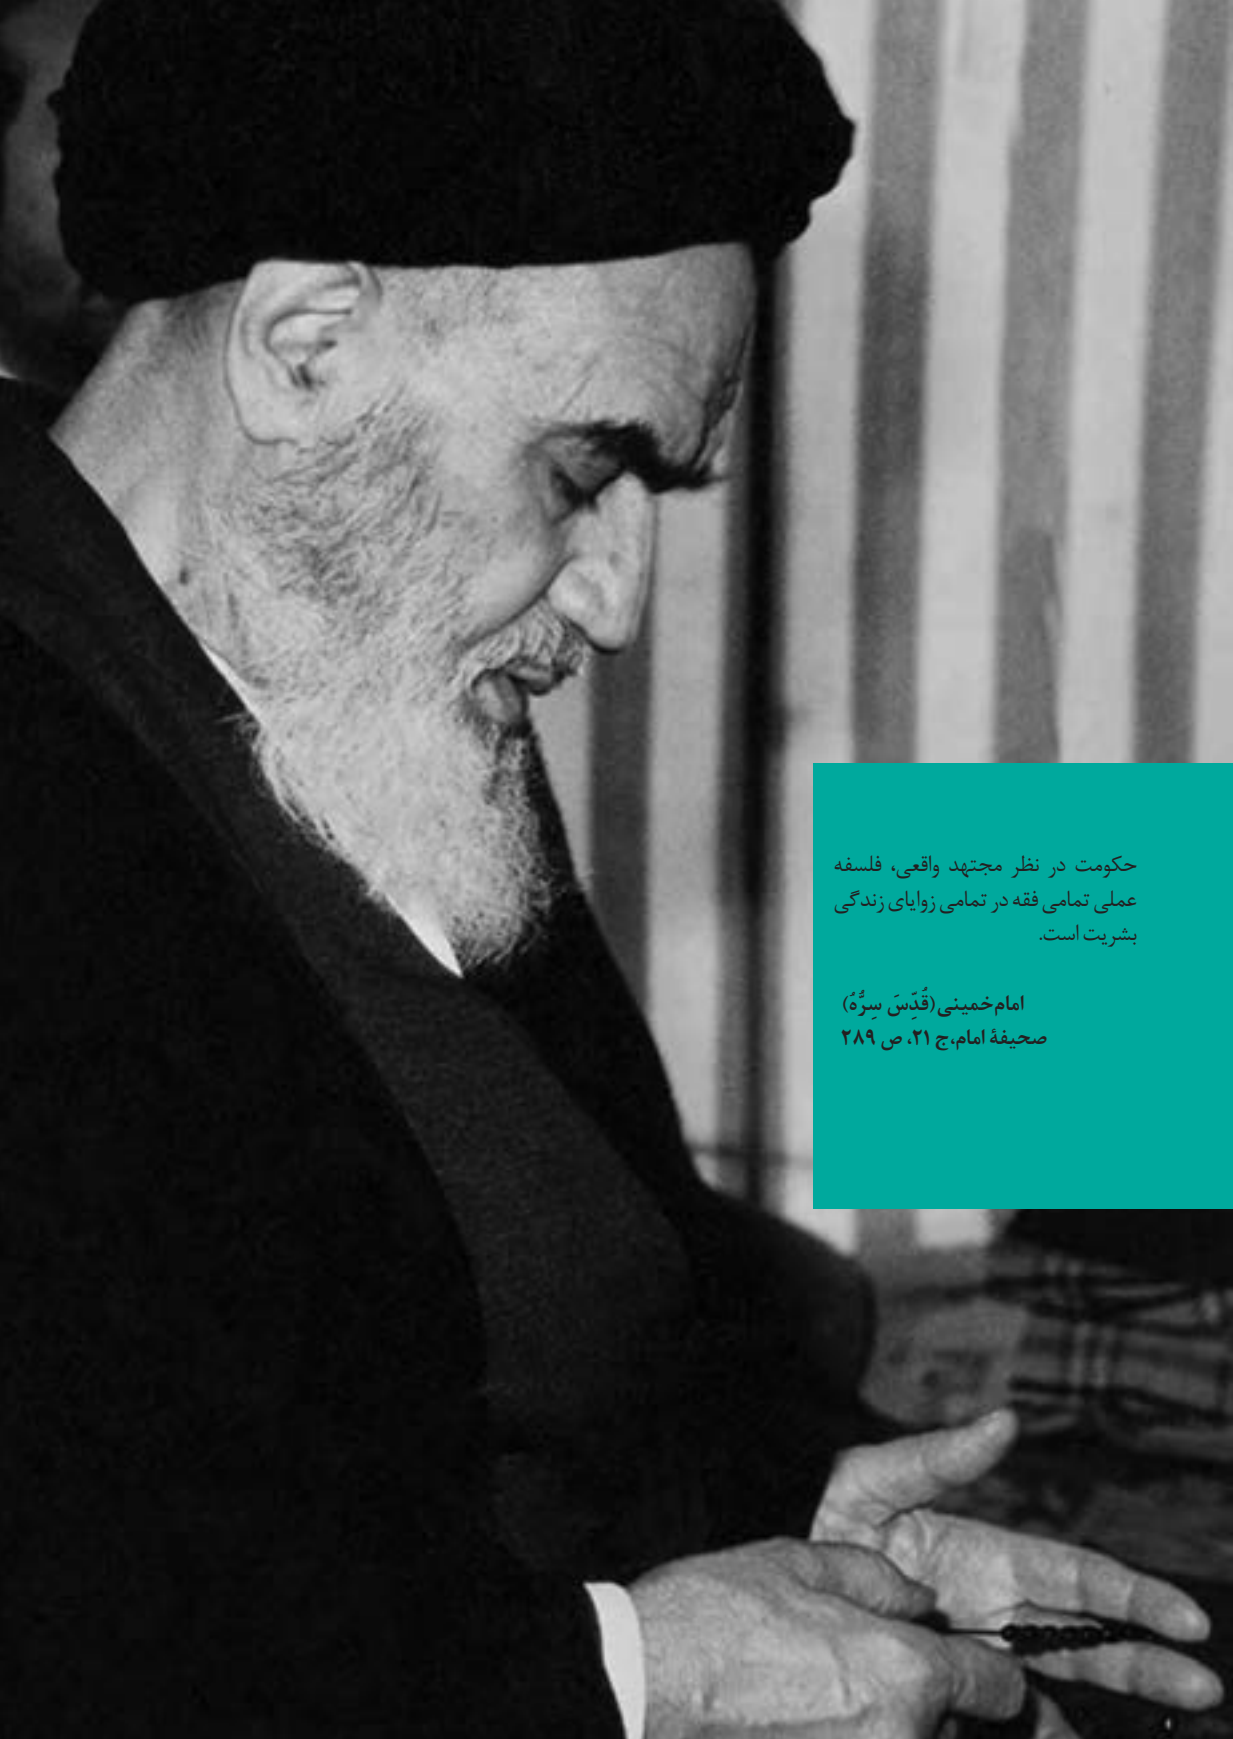 حکومت در نظر مجتهد واقعی، فلسفه
عملی تمامی فقه در تمامی زوایای زندگی
بشریت است.
امام‌خمینی(قُدِّسَ سِرُّهُ)
صحیفهٔ امام،ج ۲۱، ص ۲۸۹